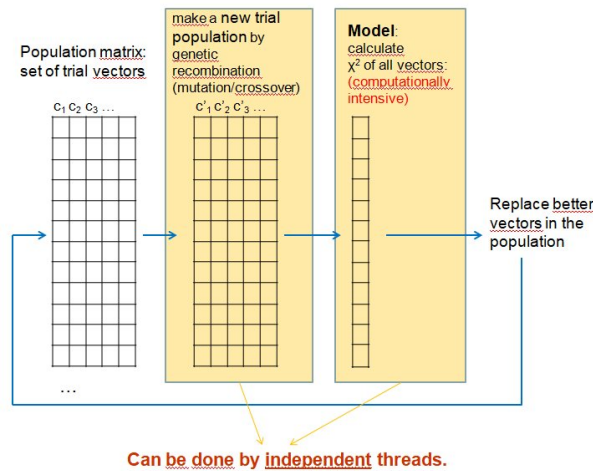 Population matrix:
set of trial vectors
c₁ c₂ c₃ ...
...
make a new trial
population by
genetic
recombination
(mutation/crossover)
c'₁ c'₂ c'₃ ...
Model:
calculate
χ² of all vectors:
(computationally
intensive)
Replace better
vectors in the
population
Can be done by independent threads.